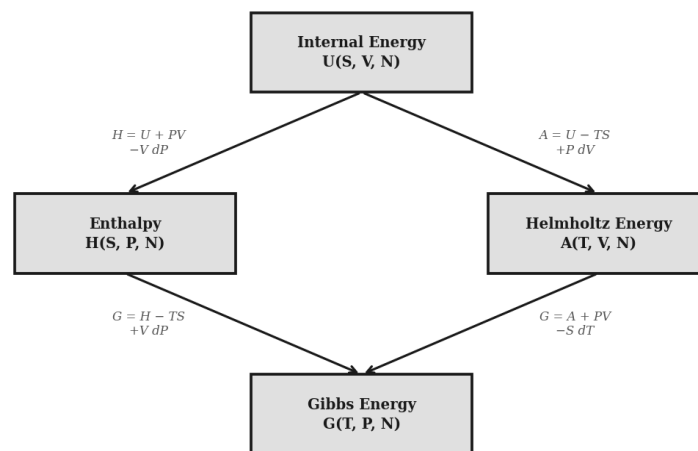 Internal Energy
U(S, V, N)
H = U + PV
−V dP
A = U − TS
+P dV
Enthalpy
H(S, P, N)
Helmholtz Energy
A(T, V, N)
G = H − TS
+V dP
G = A + PV
−S dT
Gibbs Energy
G(T, P, N)